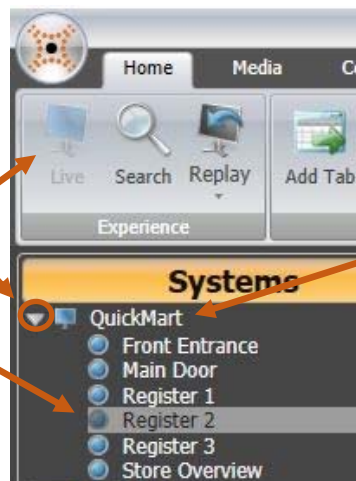 Home Media
Live Search Replay Add Tab
Experience
Systems
QuickMart
Front Entrance
Main Door
Register 1
Register 2
Register 3
Store Overview